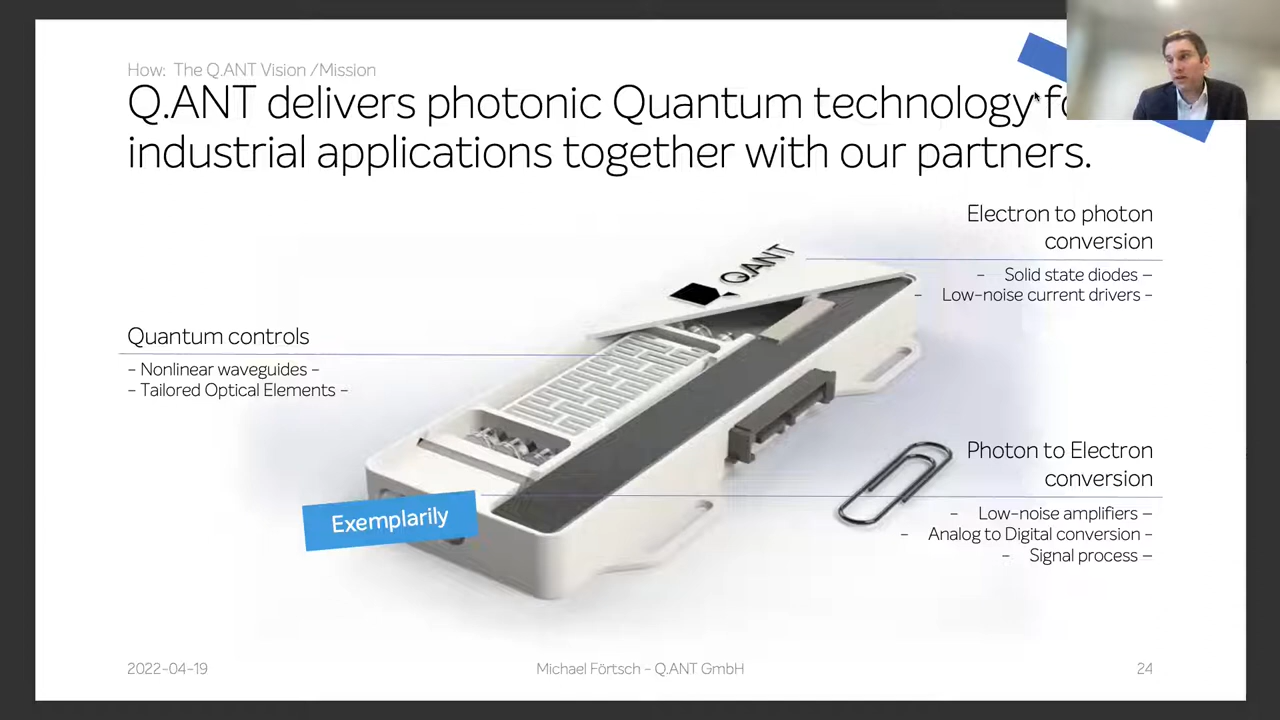 How: The Q.ANT Vision /Mission
Q.ANT delivers photonic Quantum technology
industrial applications together with our partners.
Electron to photon
conversion
- Solid state diodes –
- Low-noise current drivers –
Q.ANT
Quantum controls
– Nonlinear waveguides –
– Tailored Optical Elements –
Photon to Electron
conversion
- Low-noise amplifiers –
- Analog to Digital conversion –
- Signal process –
Exemplarily
2022-04-19
Michael Förtsch – Q.ANT GmbH
24